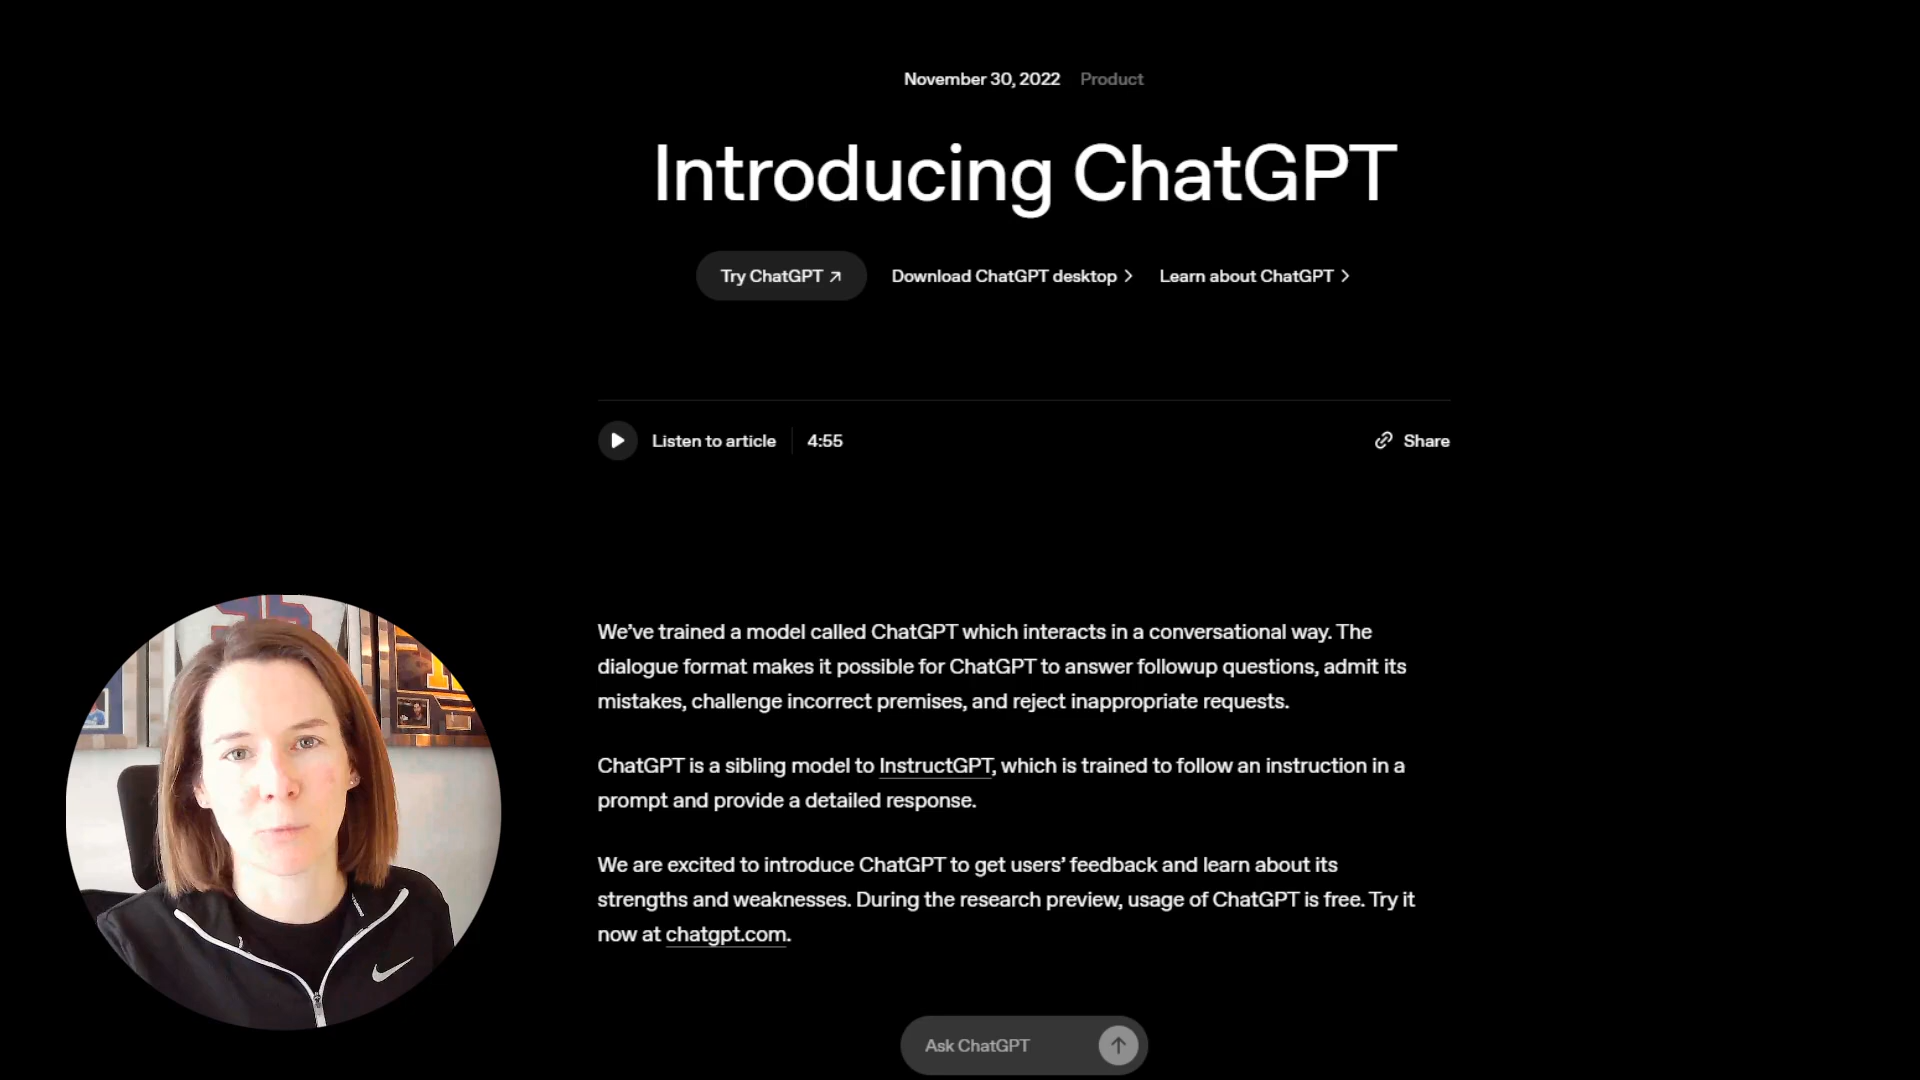 November 30, 2022 Product
Introducing ChatGPT
Try ChatGPT ↗ Download ChatGPT desktop > Learn about ChatGPT >
Listen to article 4:55 Share
We’ve trained a model called ChatGPT which interacts in a conversational way. The
dialogue format makes it possible for ChatGPT to answer followup questions, admit its
mistakes, challenge incorrect premises, and reject inappropriate requests.
ChatGPT is a sibling model to InstructGPT, which is trained to follow an instruction in a
prompt and provide a detailed response.
We are excited to introduce ChatGPT to get users’ feedback and learn about its
strengths and weaknesses. During the research preview, usage of ChatGPT is free. Try it
now at chatgpt.com.
Ask ChatGPT